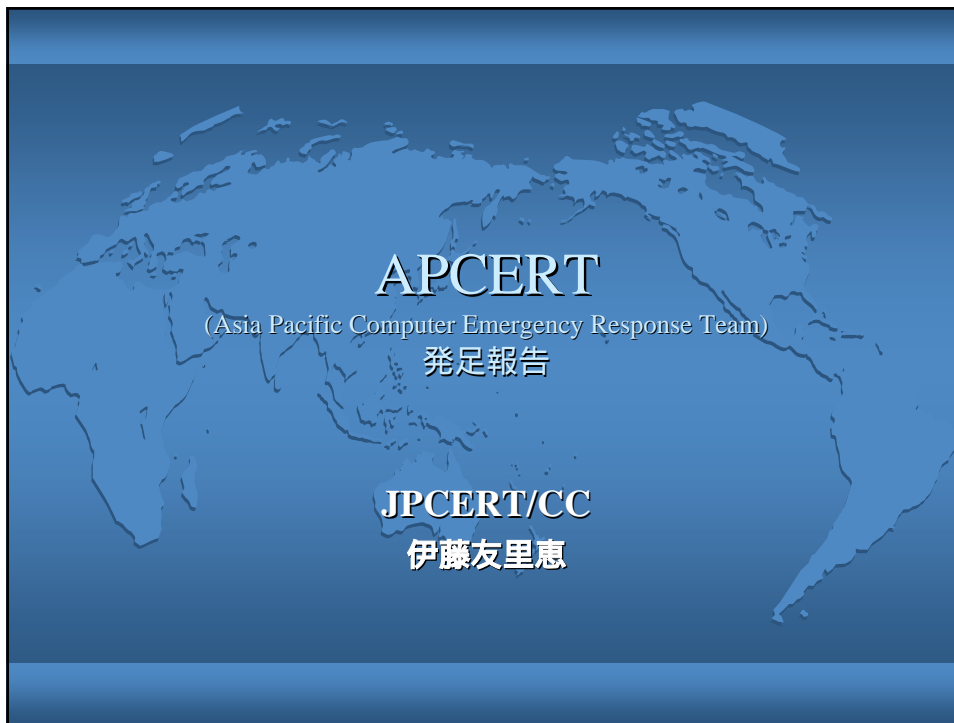 APCERT
(Asia Pacific Computer Emergency Response Team)
発足報告
JPCERT/CC
伊藤友里恵